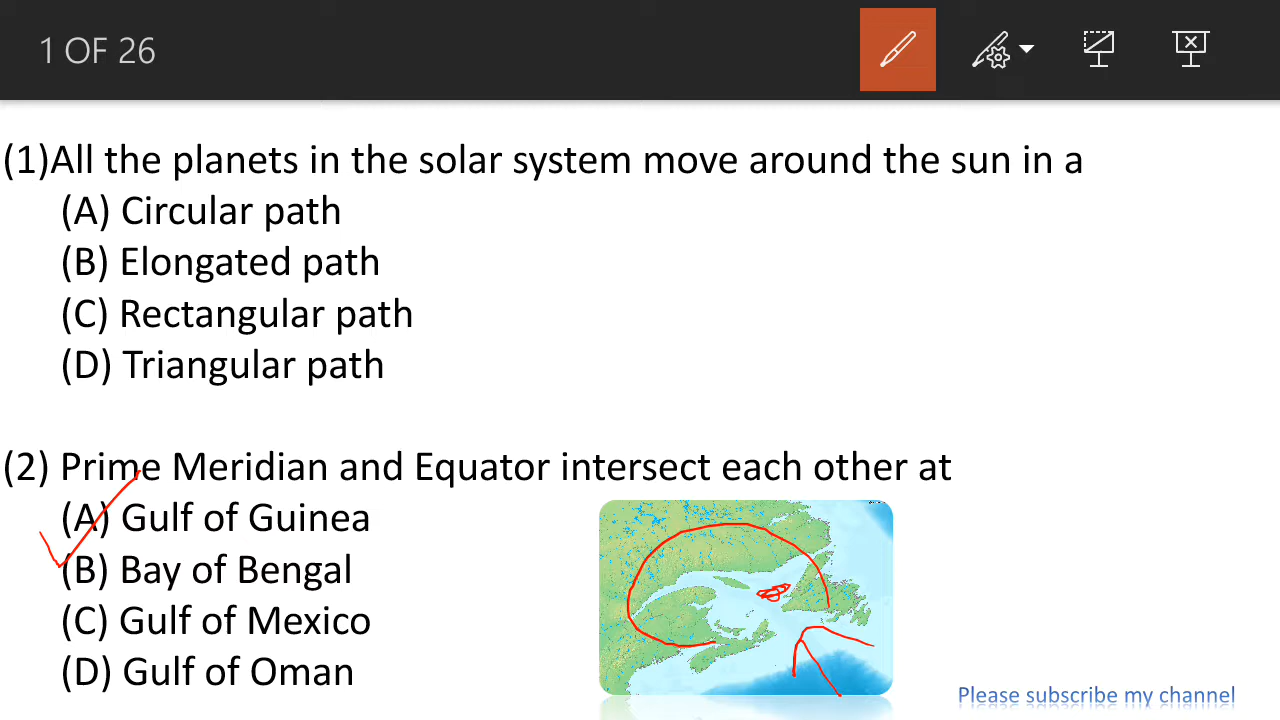 1 OF 26
(1)All the planets in the solar system move around the sun in a
(A) Circular path
(B) Elongated path
(C) Rectangular path
(D) Triangular path
(2) Prime Meridian and Equator intersect each other at
(A) Gulf of Guinea
(B) Bay of Bengal
(C) Gulf of Mexico
(D) Gulf of Oman
Please subscribe my channel